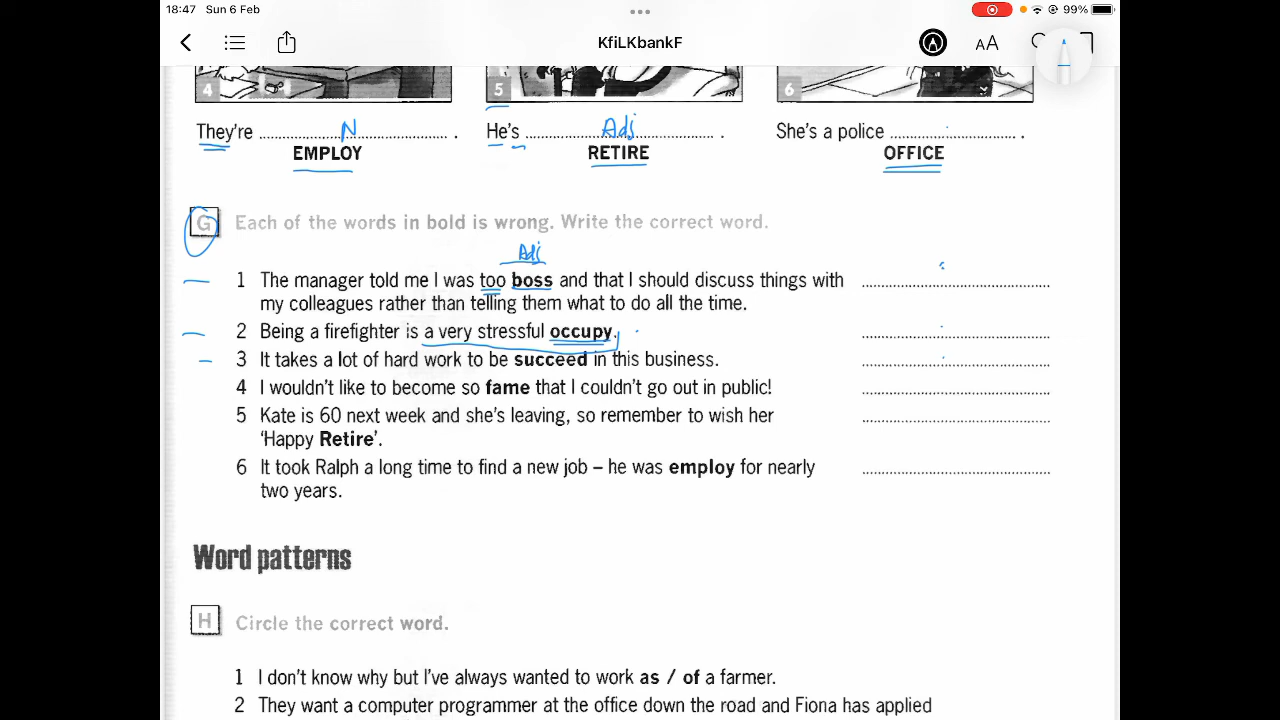 18:47 Sun 6 Feb
99%
KfiLKbankF
AA
4 5 6
They're ............ N ............ .
EMPLOY
He's ............ Adj ............ .
RETIRE
She's a police ........................ .
OFFICE
G Each of the words in bold is wrong. Write the correct word.
Adj
1 The manager told me I was too boss and that I should discuss things with
my colleagues rather than telling them what to do all the time.
2 Being a firefighter is a very stressful occupy.
3 It takes a lot of hard work to be succeed in this business.
4 I wouldn't like to become so fame that I couldn't go out in public!
5 Kate is 60 next week and she's leaving, so remember to wish her
'Happy Retire'.
6 It took Ralph a long time to find a new job – he was employ for nearly
two years.
Word patterns
H Circle the correct word.
1 I don't know why but I've always wanted to work as / of a farmer.
2 They want a computer programmer at the office down the road and Fiona has applied